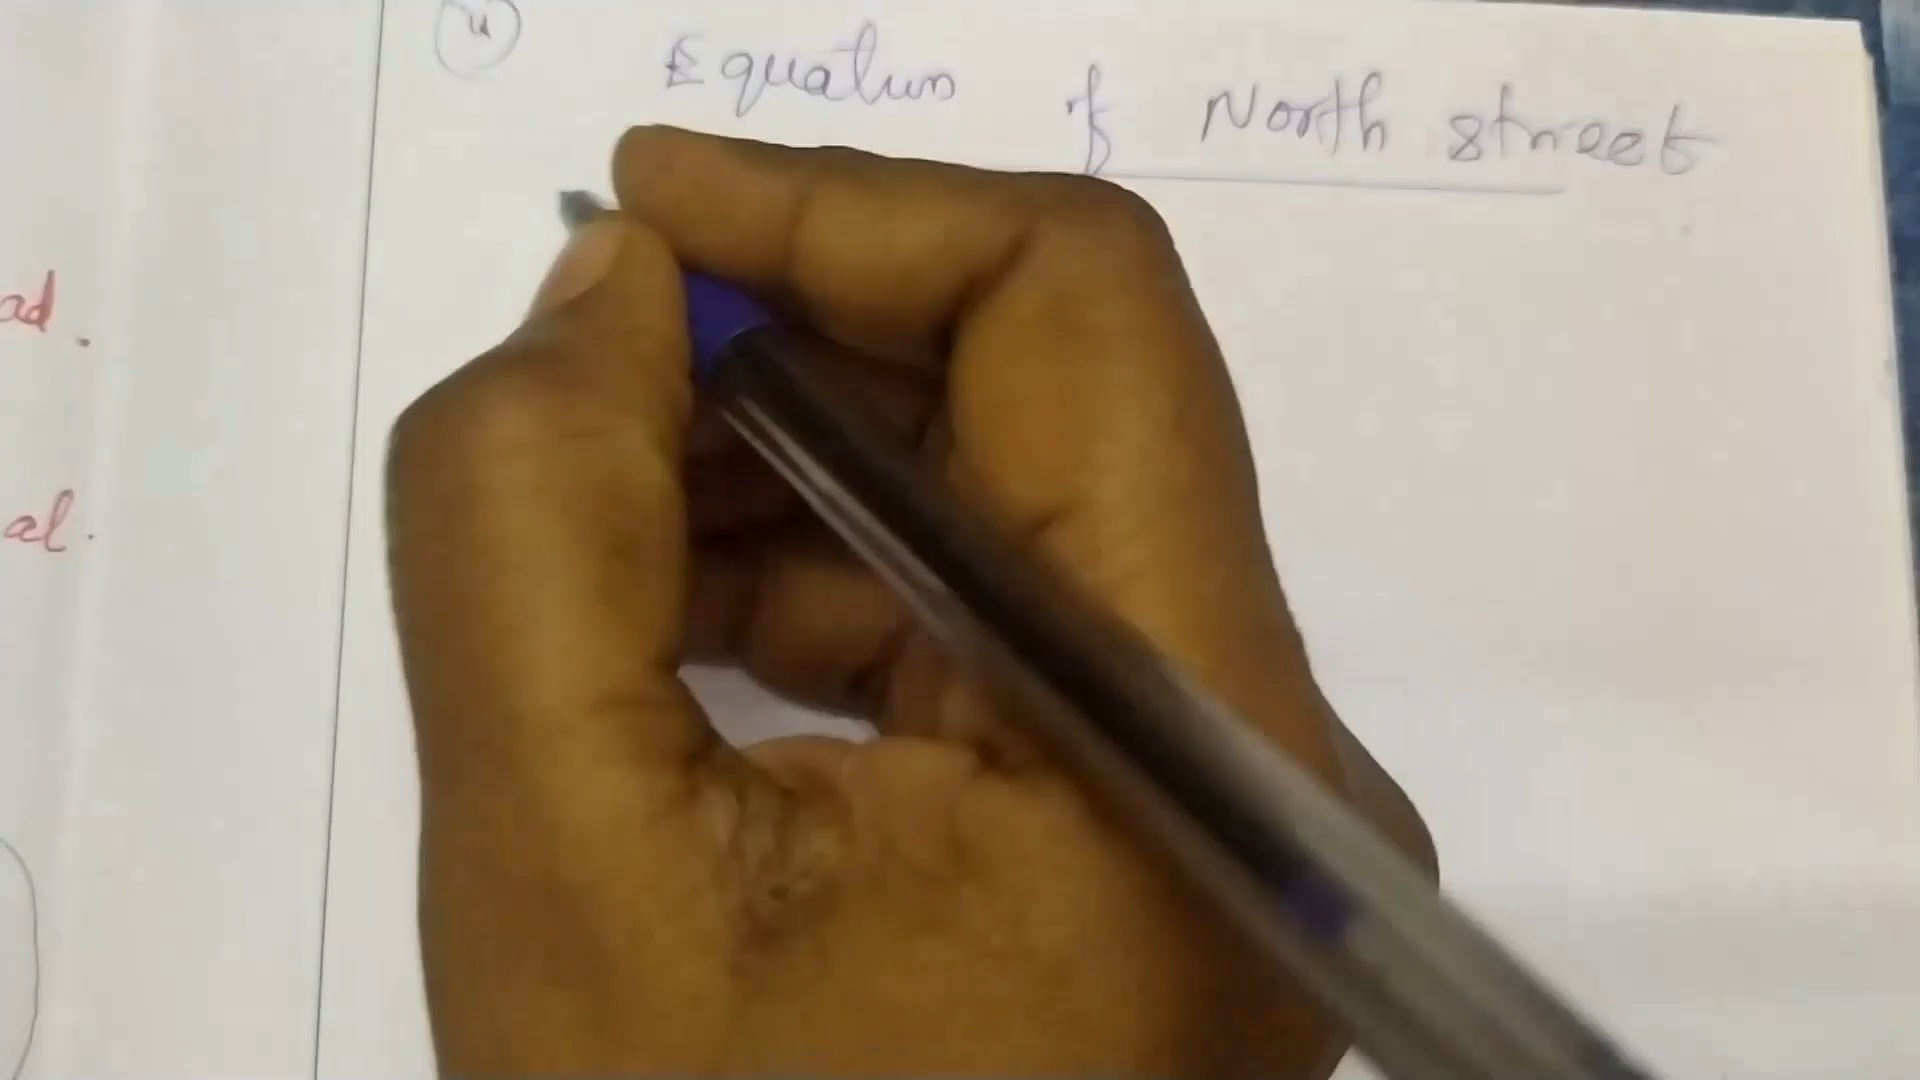 Equation of North street
ad.
al.